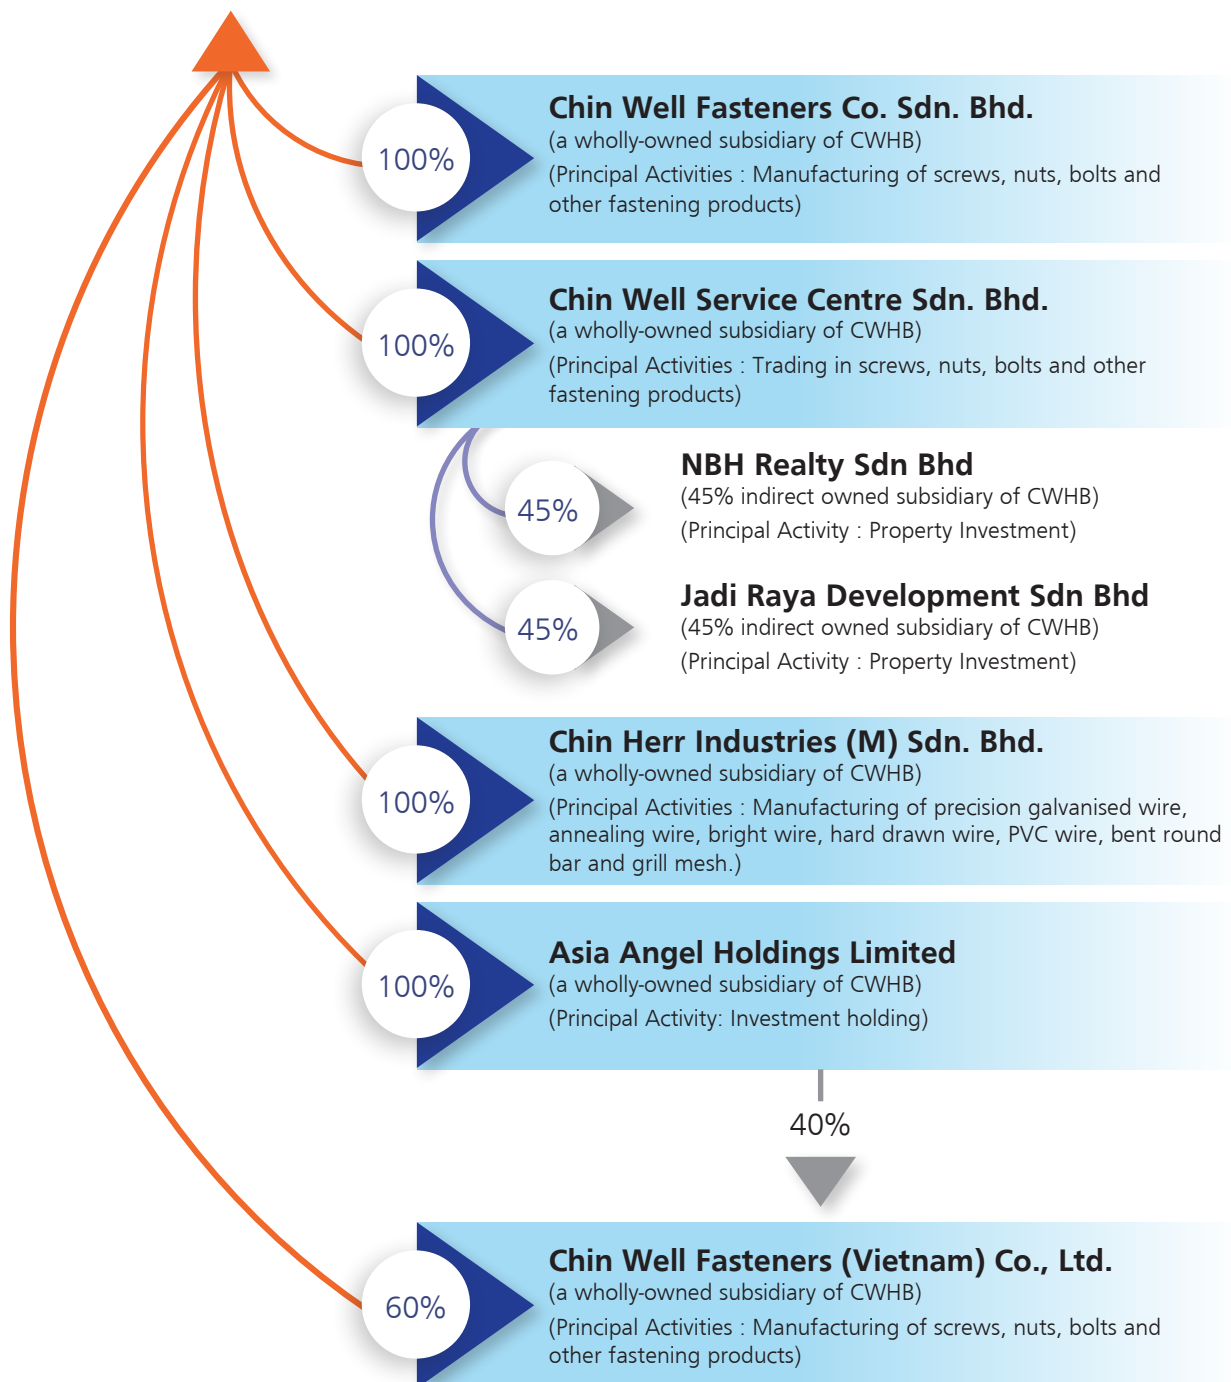 100%
Chin Well Fasteners Co. Sdn. Bhd.
(a wholly-owned subsidiary of CWHB)
(Principal Activities : Manufacturing of screws, nuts, bolts and
other fastening products)
100%
Chin Well Service Centre Sdn. Bhd.
(a wholly-owned subsidiary of CWHB)
(Principal Activities : Trading in screws, nuts, bolts and other
fastening products)
45%
NBH Realty Sdn Bhd
(45% indirect owned subsidiary of CWHB)
(Principal Activity : Property Investment)
45%
Jadi Raya Development Sdn Bhd
(45% indirect owned subsidiary of CWHB)
(Principal Activity : Property Investment)
100%
Chin Herr Industries (M) Sdn. Bhd.
(a wholly-owned subsidiary of CWHB)
(Principal Activities : Manufacturing of precision galvanised wire,
annealing wire, bright wire, hard drawn wire, PVC wire, bent round
bar and grill mesh.)
100%
Asia Angel Holdings Limited
(a wholly-owned subsidiary of CWHB)
(Principal Activity: Investment holding)
40%
60%
Chin Well Fasteners (Vietnam) Co., Ltd.
(a wholly-owned subsidiary of CWHB)
(Principal Activities : Manufacturing of screws, nuts, bolts and
other fastening products)